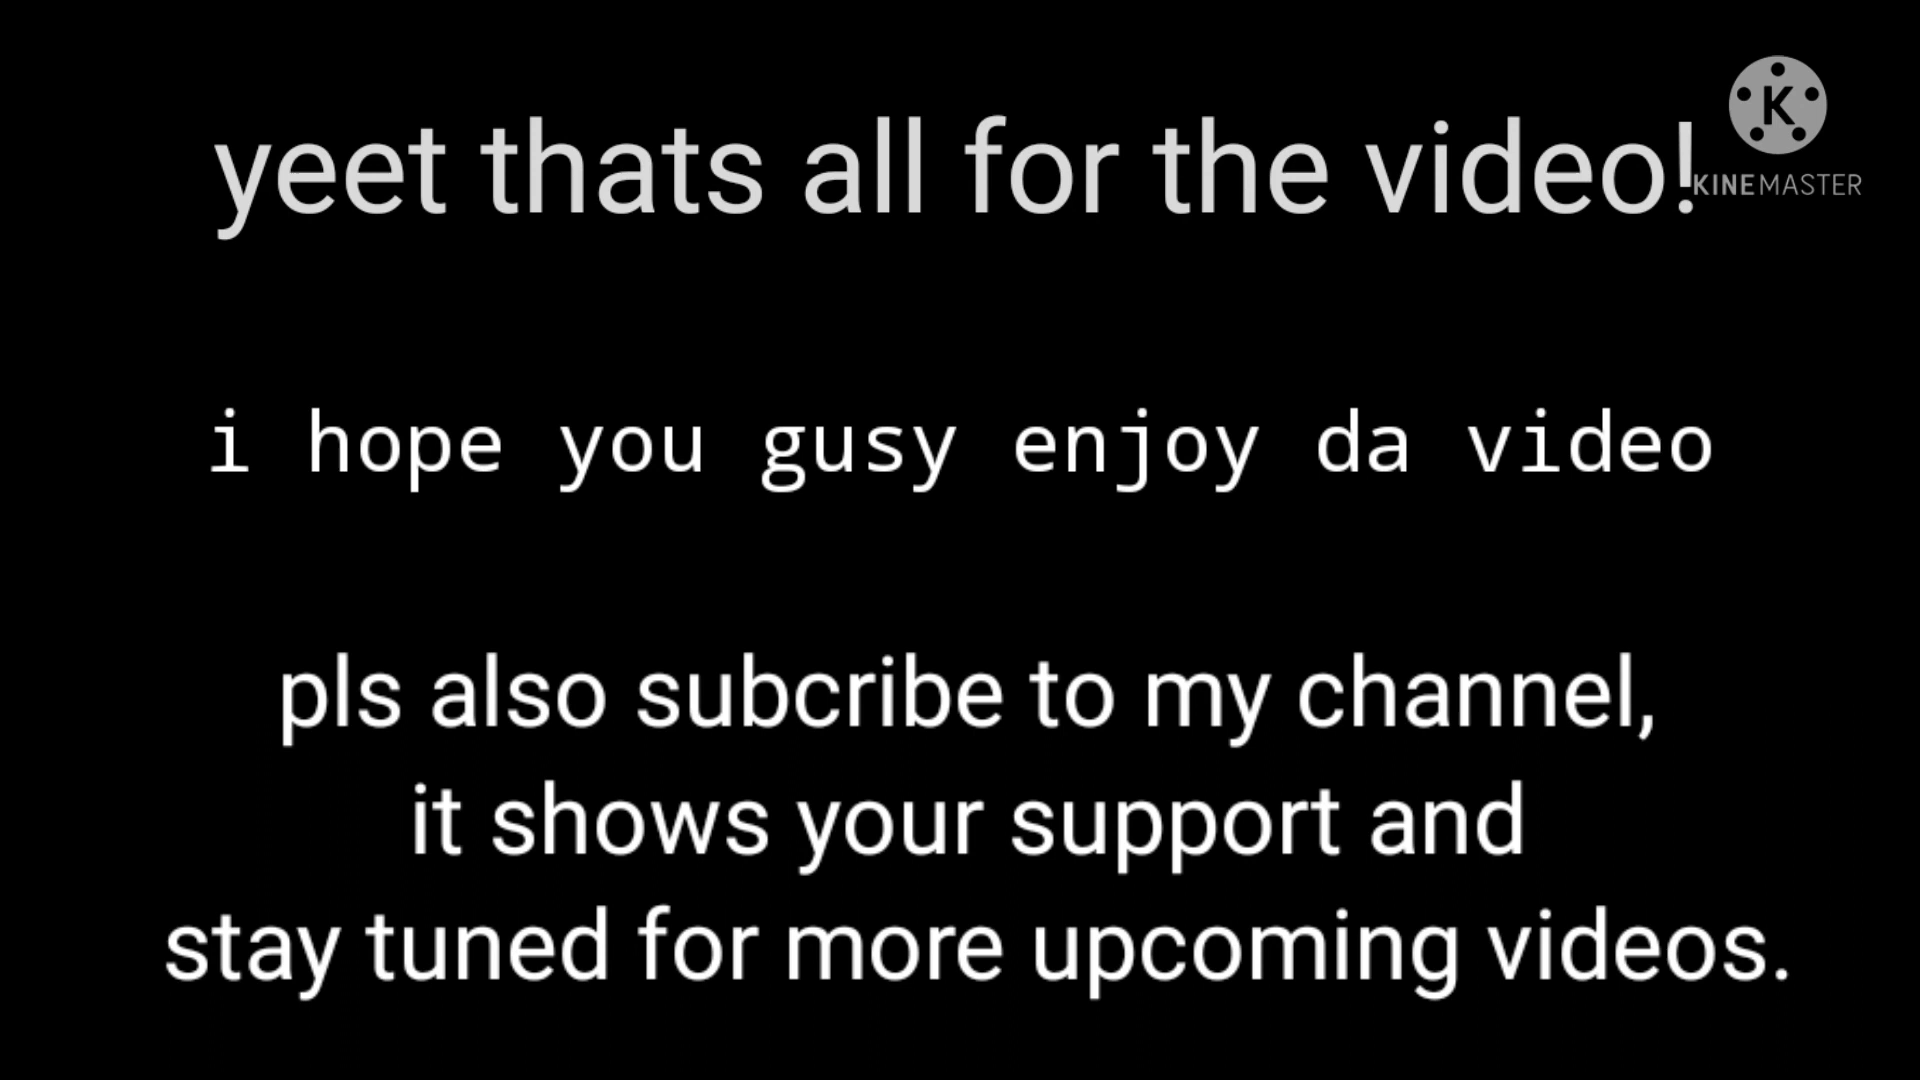 yeet thats all for the video!
K
KINEMASTER
i hope you gusy enjoy da video
pls also subcribe to my channel,
it shows your support and
stay tuned for more upcoming videos.